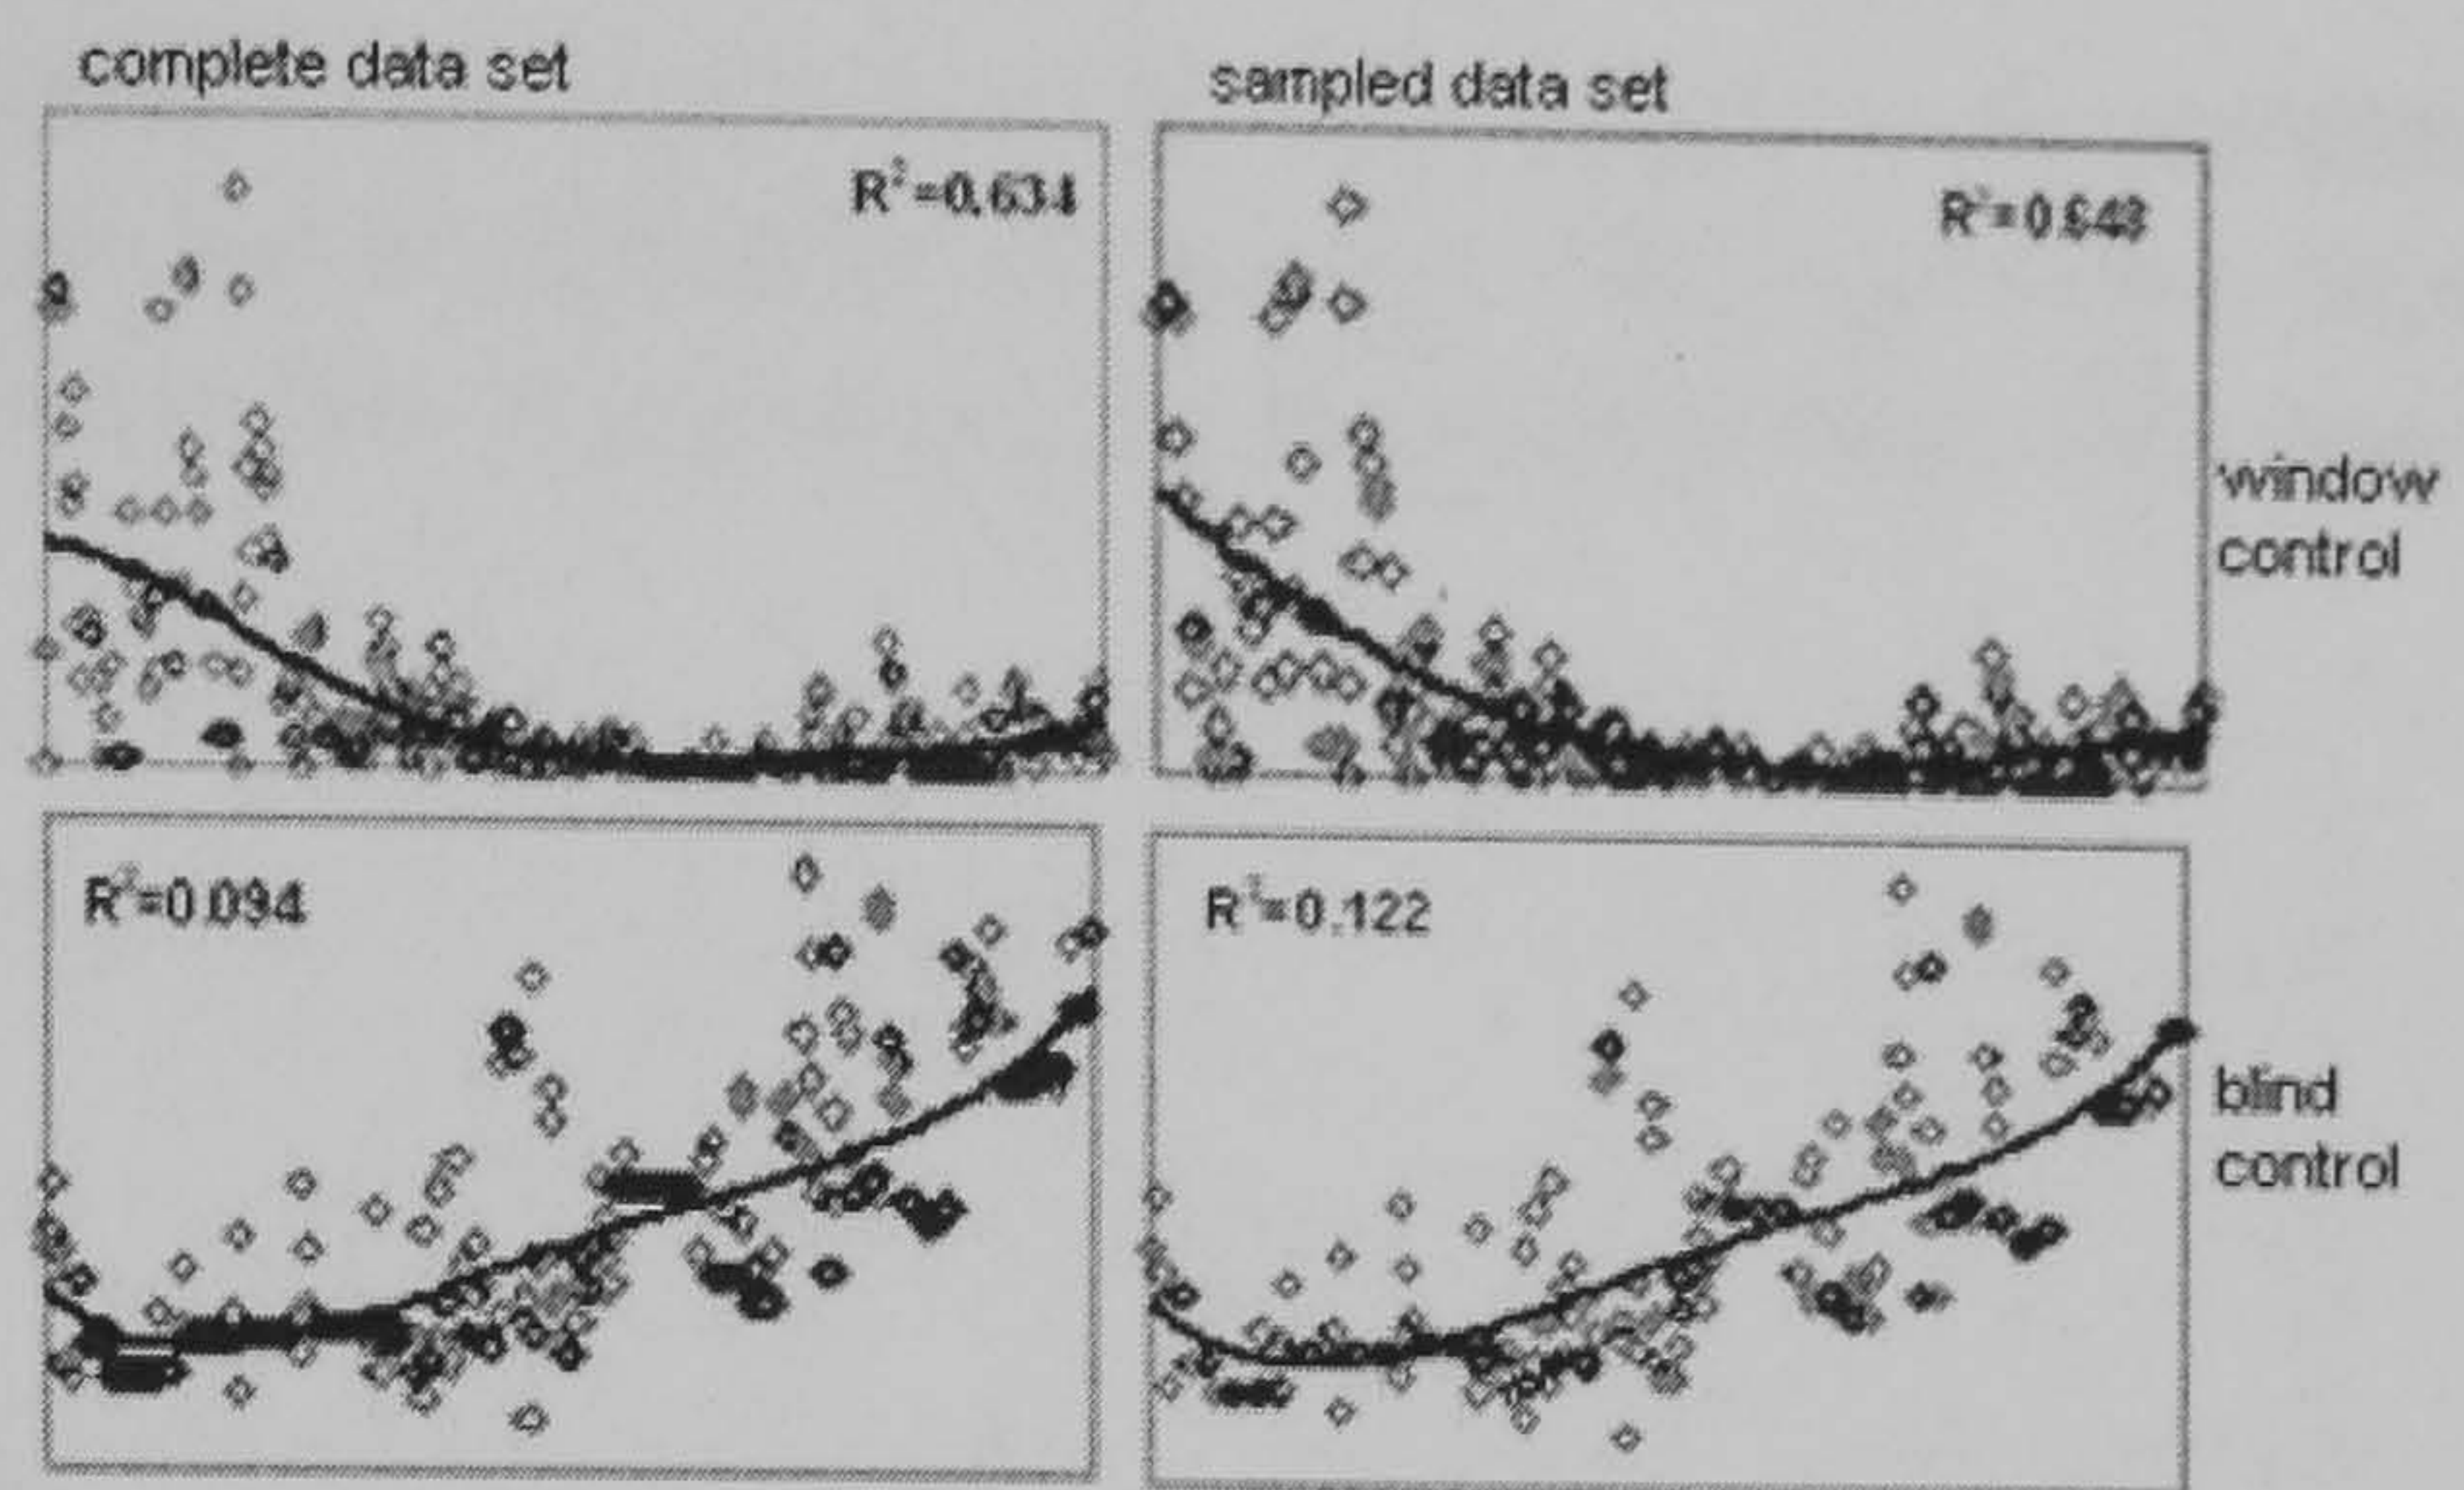 complete data set
sampled data set
R²=0.634
window
control
R²=0.094
R²=0.122
blind
control